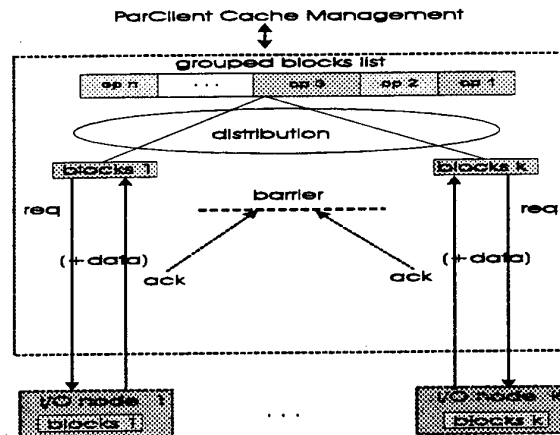 ParClient Cache Management
grouped blocks list
op n ... op 3 op 2 op 1
distribution
blocks 1 blocks k
barrier
req req
(+data) (+data)
ack ack
I/O node 1 ... I/O node k
blocks 1 blocks k